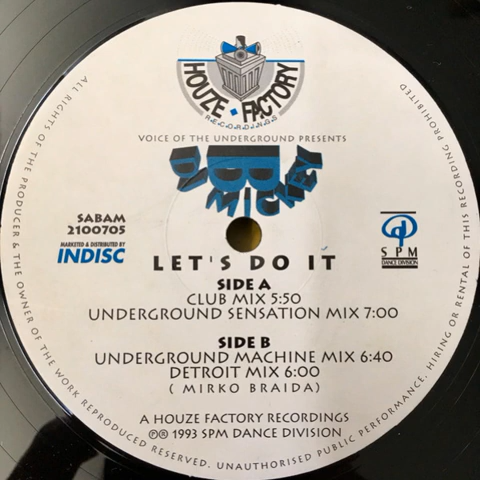 HOUZE • FACTORY
RECORDINGS
VOICE OF THE UNDERGROUND PRESENTS
DJ MICKEY B
SABAM
2100705
MARKETED & DISTRIBUTED BY
INDISC
SPM
DANCE DIVISION
LET'S DO IT
SIDE A
CLUB MIX 5:50
UNDERGROUND SENSATION MIX 7:00
SIDE B
UNDERGROUND MACHINE MIX 6:40
DETROIT MIX 6:00
( MIRKO BRAIDA)
A HOUZE FACTORY RECORDINGS
℗® 1993 SPM DANCE DIVISION
ALL RIGHTS OF THE PRODUCER & THE OWNER OF THE WORK REPRODUCED RESERVED. UNAUTHORISED PUBLIC PERFORMANCE, HIRING OR RENTAL OF THIS RECORDING PROHIBITED